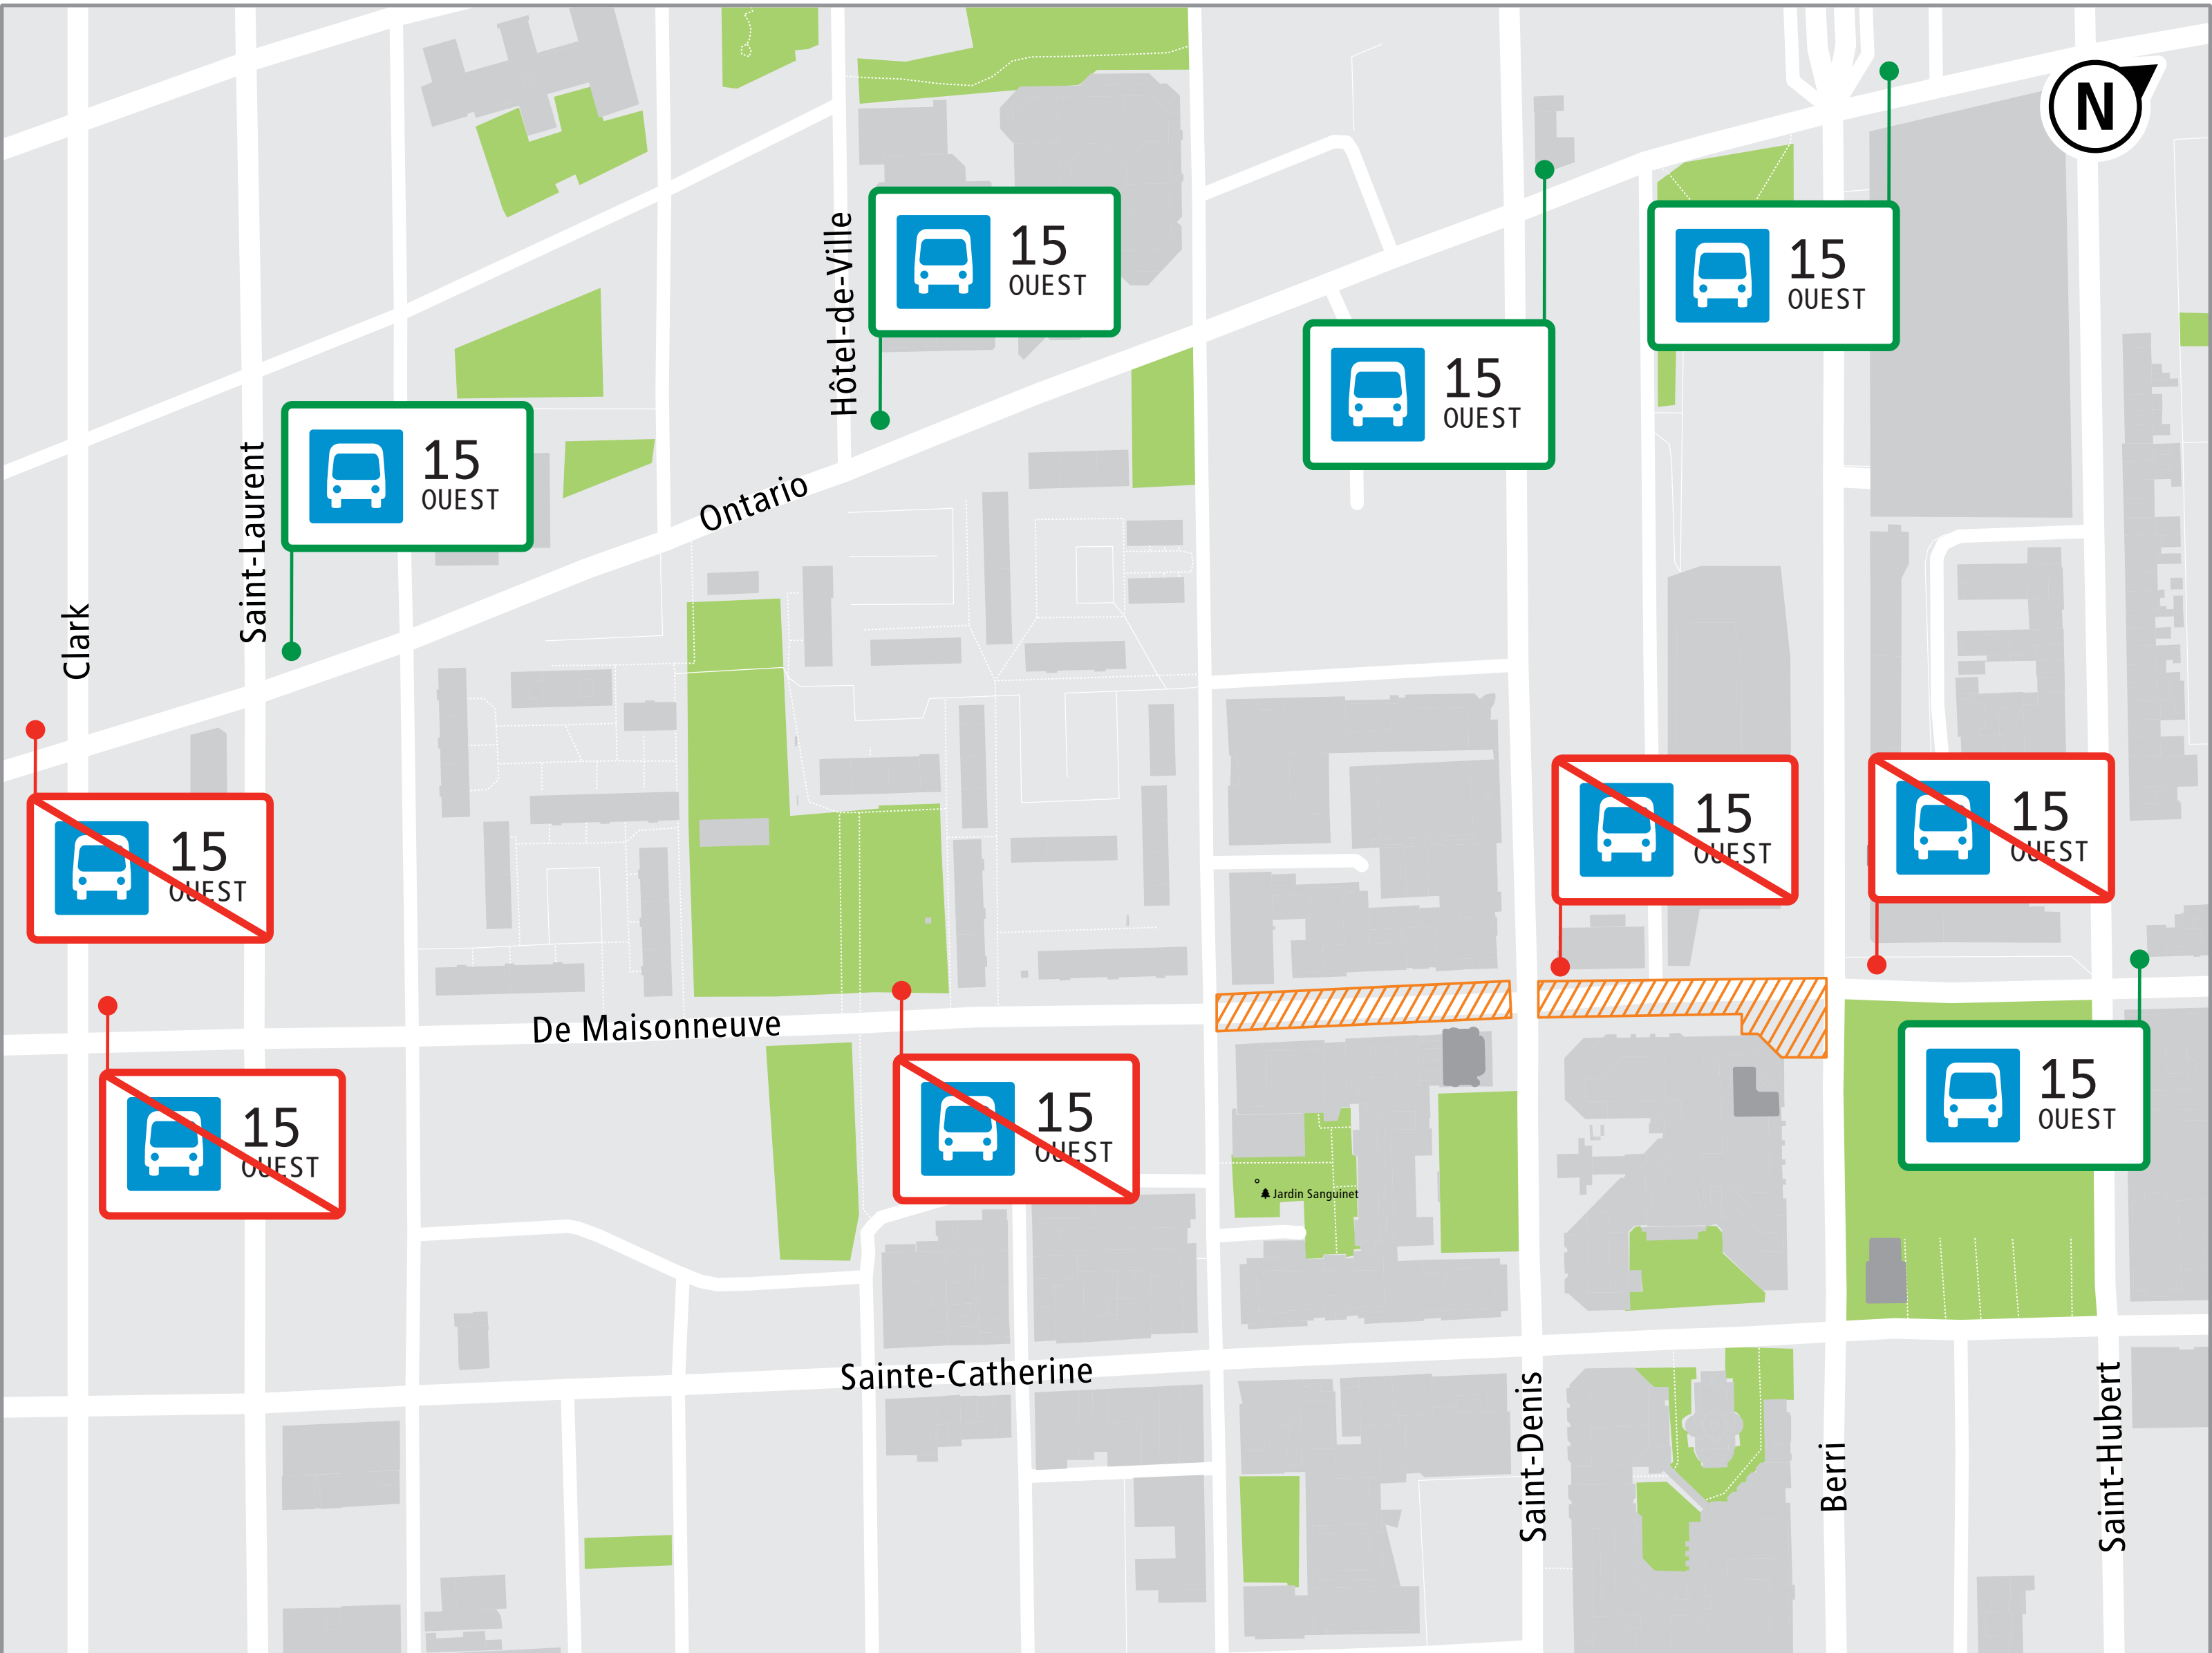 N
15
OUEST
15
OUEST
15
OUEST
15
OUEST
Hôtel-de-Ville
Saint-Laurent
Ontario
Clark
15
OUEST
15
OUEST
15
OUEST
De Maisonneuve
15
OUEST
15
OUEST
15
OUEST
Jardin Sanguinet
Sainte-Catherine
Saint-Denis
Berri
Saint-Hubert